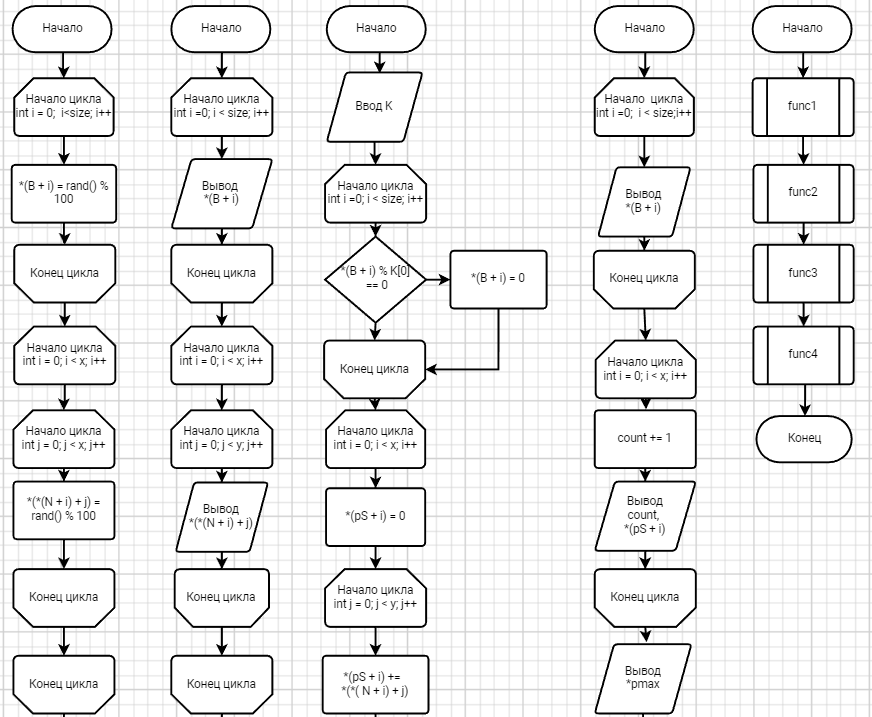 Начало
Начало цикла
int i = 0;  i<size; i++
*(B + i) = rand() %
100
Конец цикла
Начало цикла
int i = 0; i < x; i++
Начало цикла
int j = 0; j < x; j++
*(*(N + i) + j) =
rand() % 100
Конец цикла
Конец цикла
Начало
Начало цикла
int i =0; i < size; i++
Вывод
*(B + i)
Конец цикла
Начало цикла
int i = 0; i < x; i++
Начало цикла
int j = 0; j < y; j++
Вывод
*(*(N + i) + j)
Конец цикла
Конец цикла
Начало
Ввод K
Начало цикла
int i =0; i < size; i++
*(B + i) % K[0]
== 0
*(B + i) = 0
Конец цикла
Начало цикла
int i = 0; i < x; i++
*(pS + i) = 0
Начало цикла
int j = 0; j < y; j++
*(pS + i) +=
*(*( N + i) + j)
Начало
Начало  цикла
int i =0;  i < size;i++
Вывод
*(B + i)
Конец цикла
Начало цикла
int i = 0; i < x; i++
count += 1
Вывод
count,
*(pS + i)
Конец цикла
Вывод
*pmax
Начало
func1
func2
func3
func4
Конец